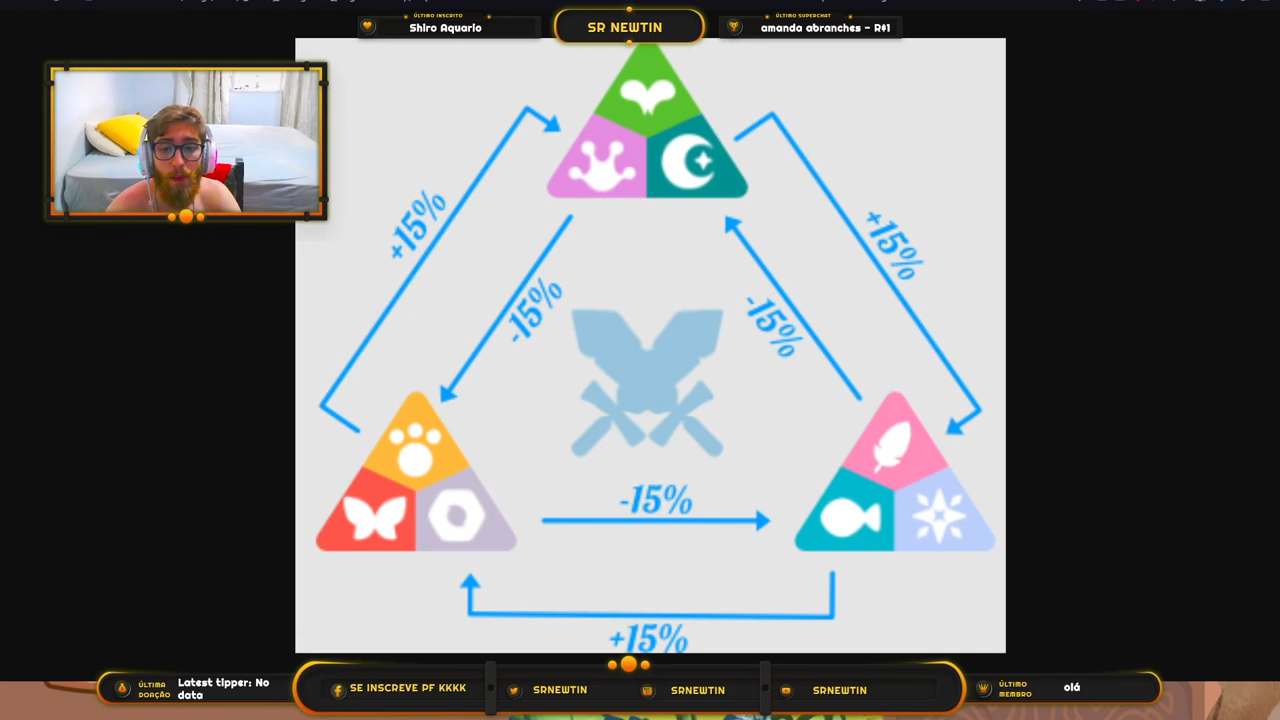 ÚLTIMO INSCRITO
Shiro Aquario
SR NEWTIN
ÚLTIMO SUPERCHAT
amanda abranches - R$1
+15%
+15%
-15%
-15%
-15%
+15%
ÚLTIMA
DOAÇÃO
Latest tipper: No
data
SE INSCREVE PF KKKK
SRNEWTIN
SRNEWTIN
SRNEWTIN
ÚLTIMO
MEMBRO
olá